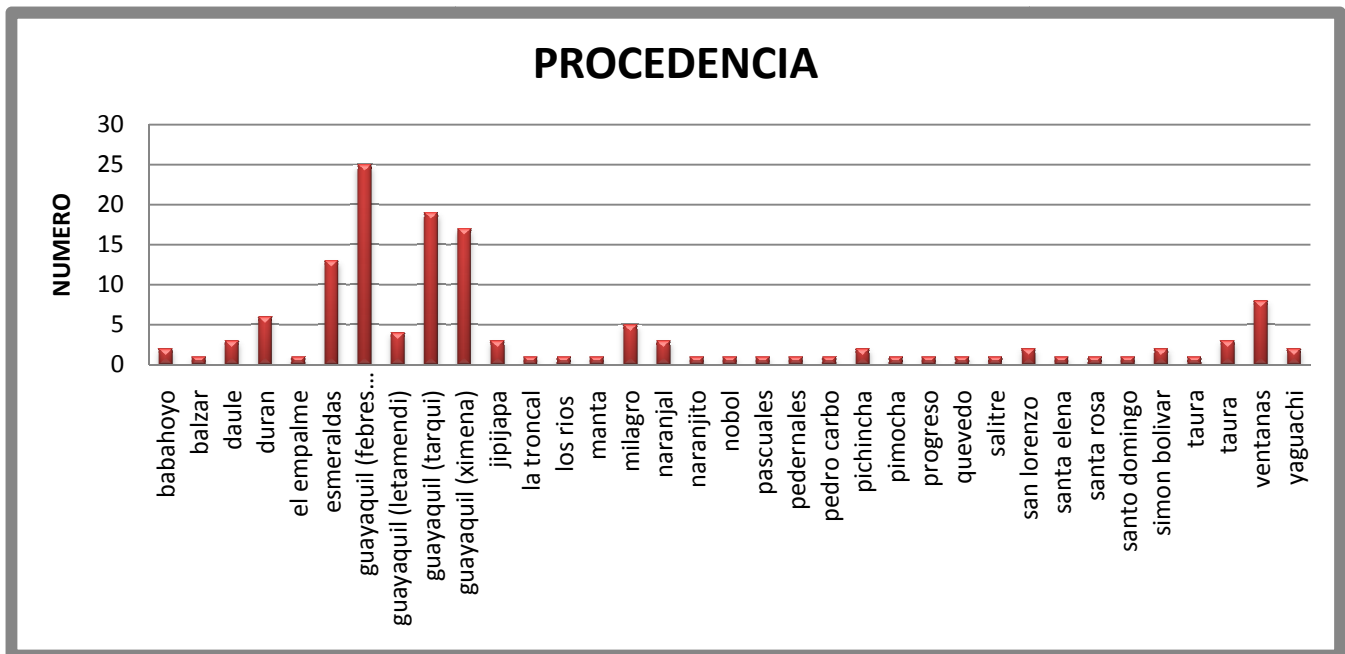 PROCEDENCIA
NUMERO
30
25
20
15
10
5
0
babahoyo
balzar
daule
duran
el empalme
esmeraldas
guayaquil (febres...
guayaquil (letamendi)
guayaquil (tarqui)
guayaquil (ximena)
jipijapa
la troncal
los rios
manta
milagro
naranjal
naranjito
nobol
pascuales
pedernales
pedro carbo
pichincha
pimocha
progreso
quevedo
salitre
san lorenzo
santa elena
santa rosa
santo domingo
simon bolivar
taura
taura
ventanas
yaguachi